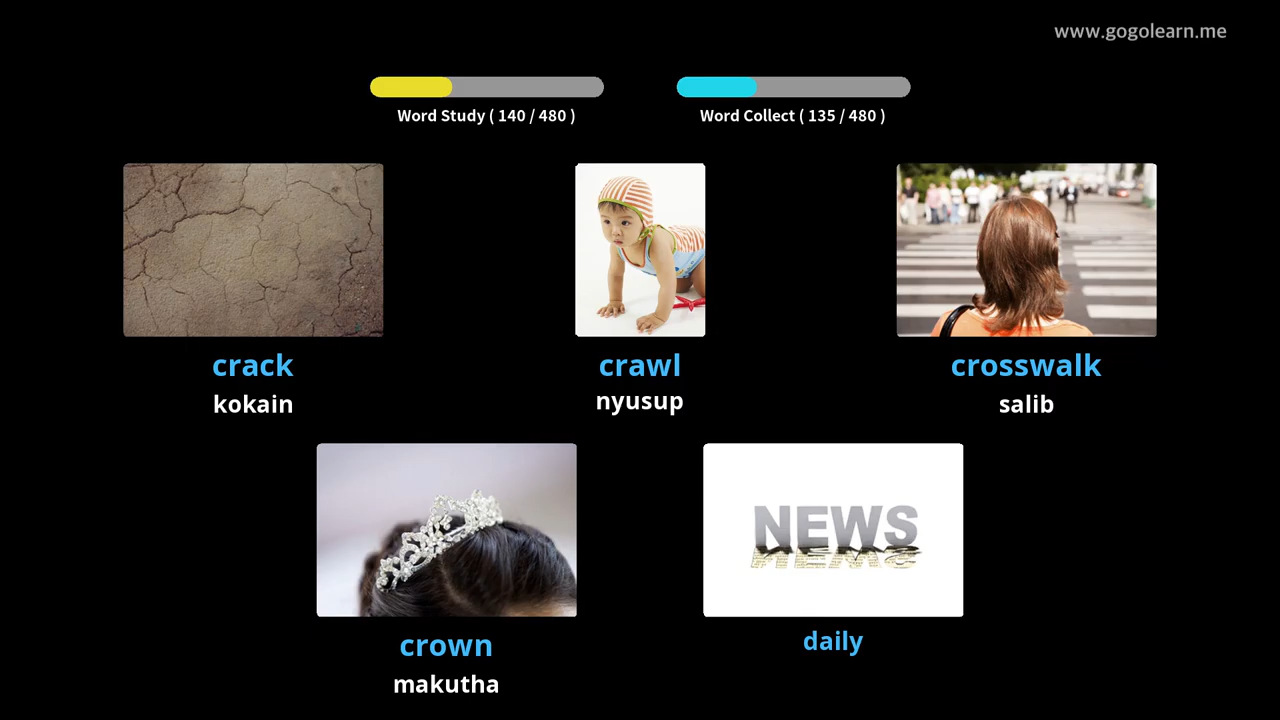 www.gogolearn.me
Word Study ( 140 / 480 )
Word Collect ( 135 / 480 )
crack
kokain
crawl
nyusup
crosswalk
salib
crown
makutha
NEWS
daily